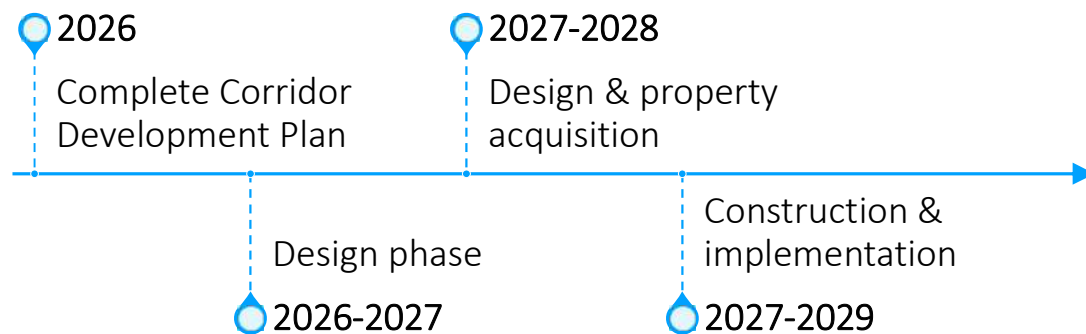 2026
Complete Corridor
Development Plan
Design phase
2026-2027
2027-2028
Design & property
acquisition
Construction &
implementation
2027-2029